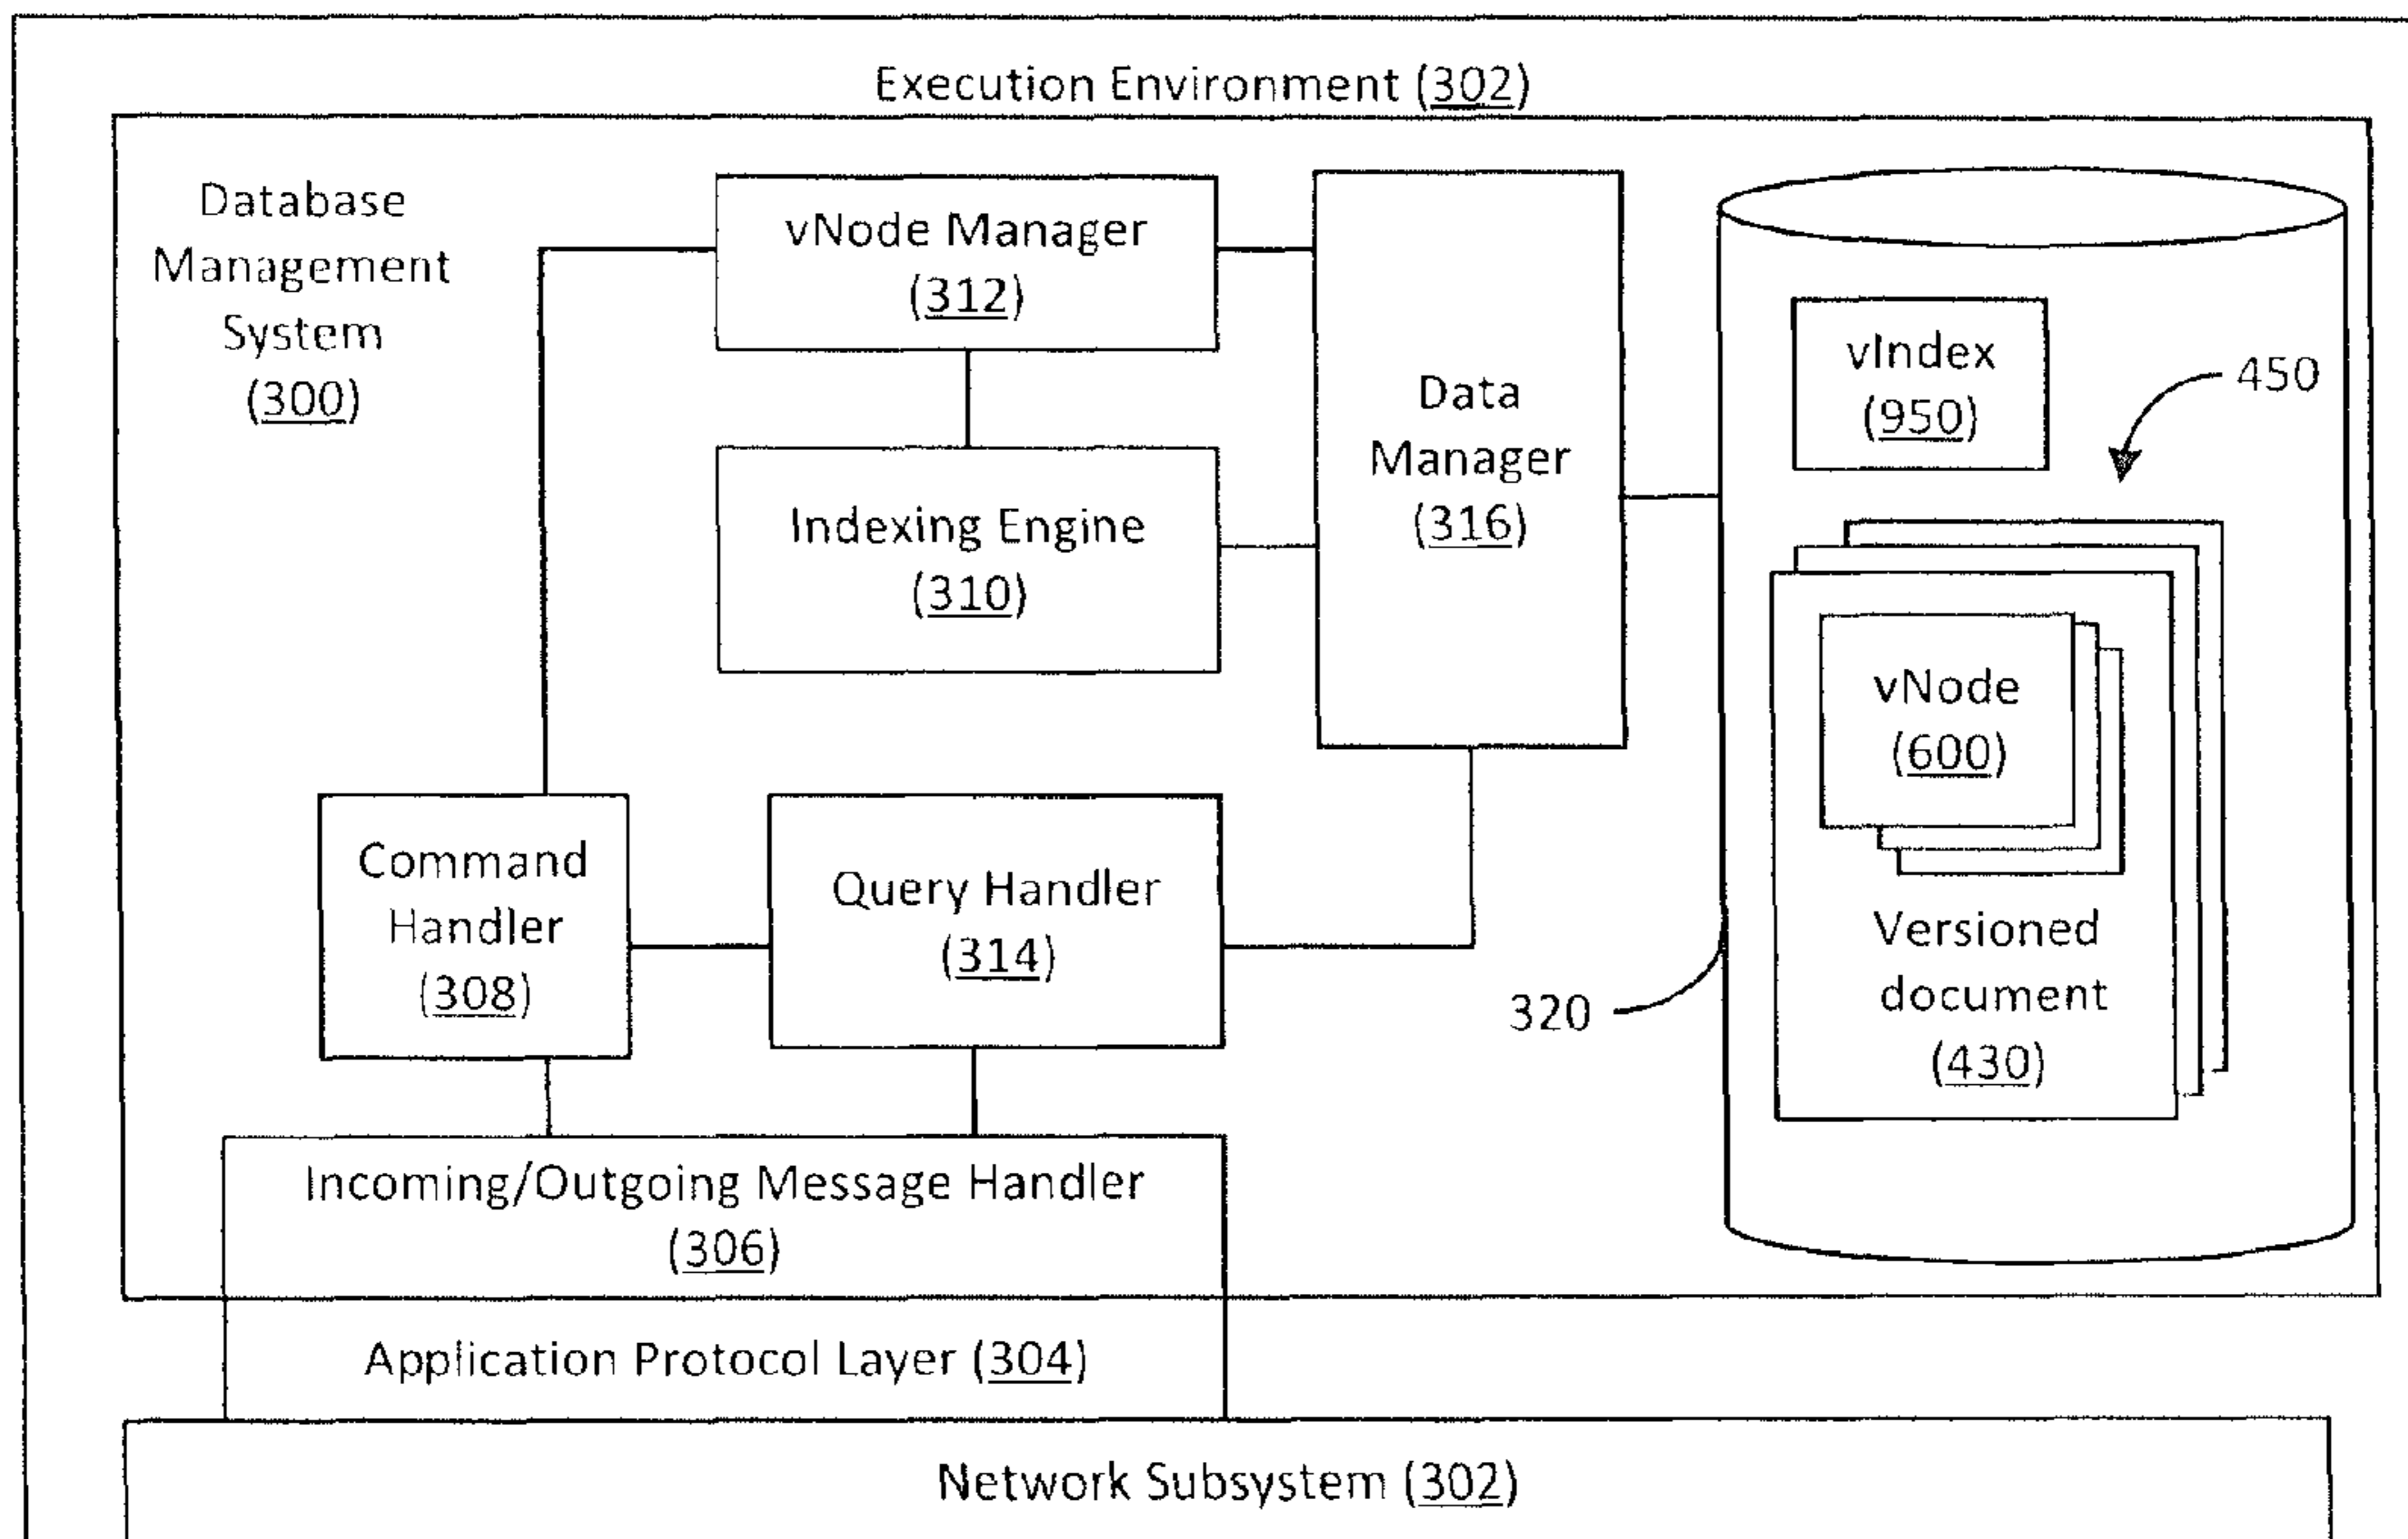 Execution Environment (302)
Database
Management
System
(300)
vNode Manager
(312)
Indexing Engine
(310)
Data
Manager
(316)
vIndex
(950)
450
vNode
(600)
Versioned
document
(430)
320
Command
Handler
(308)
Query Handler
(314)
Incoming/Outgoing Message Handler
(306)
Application Protocol Layer (304)
Network Subsystem (302)